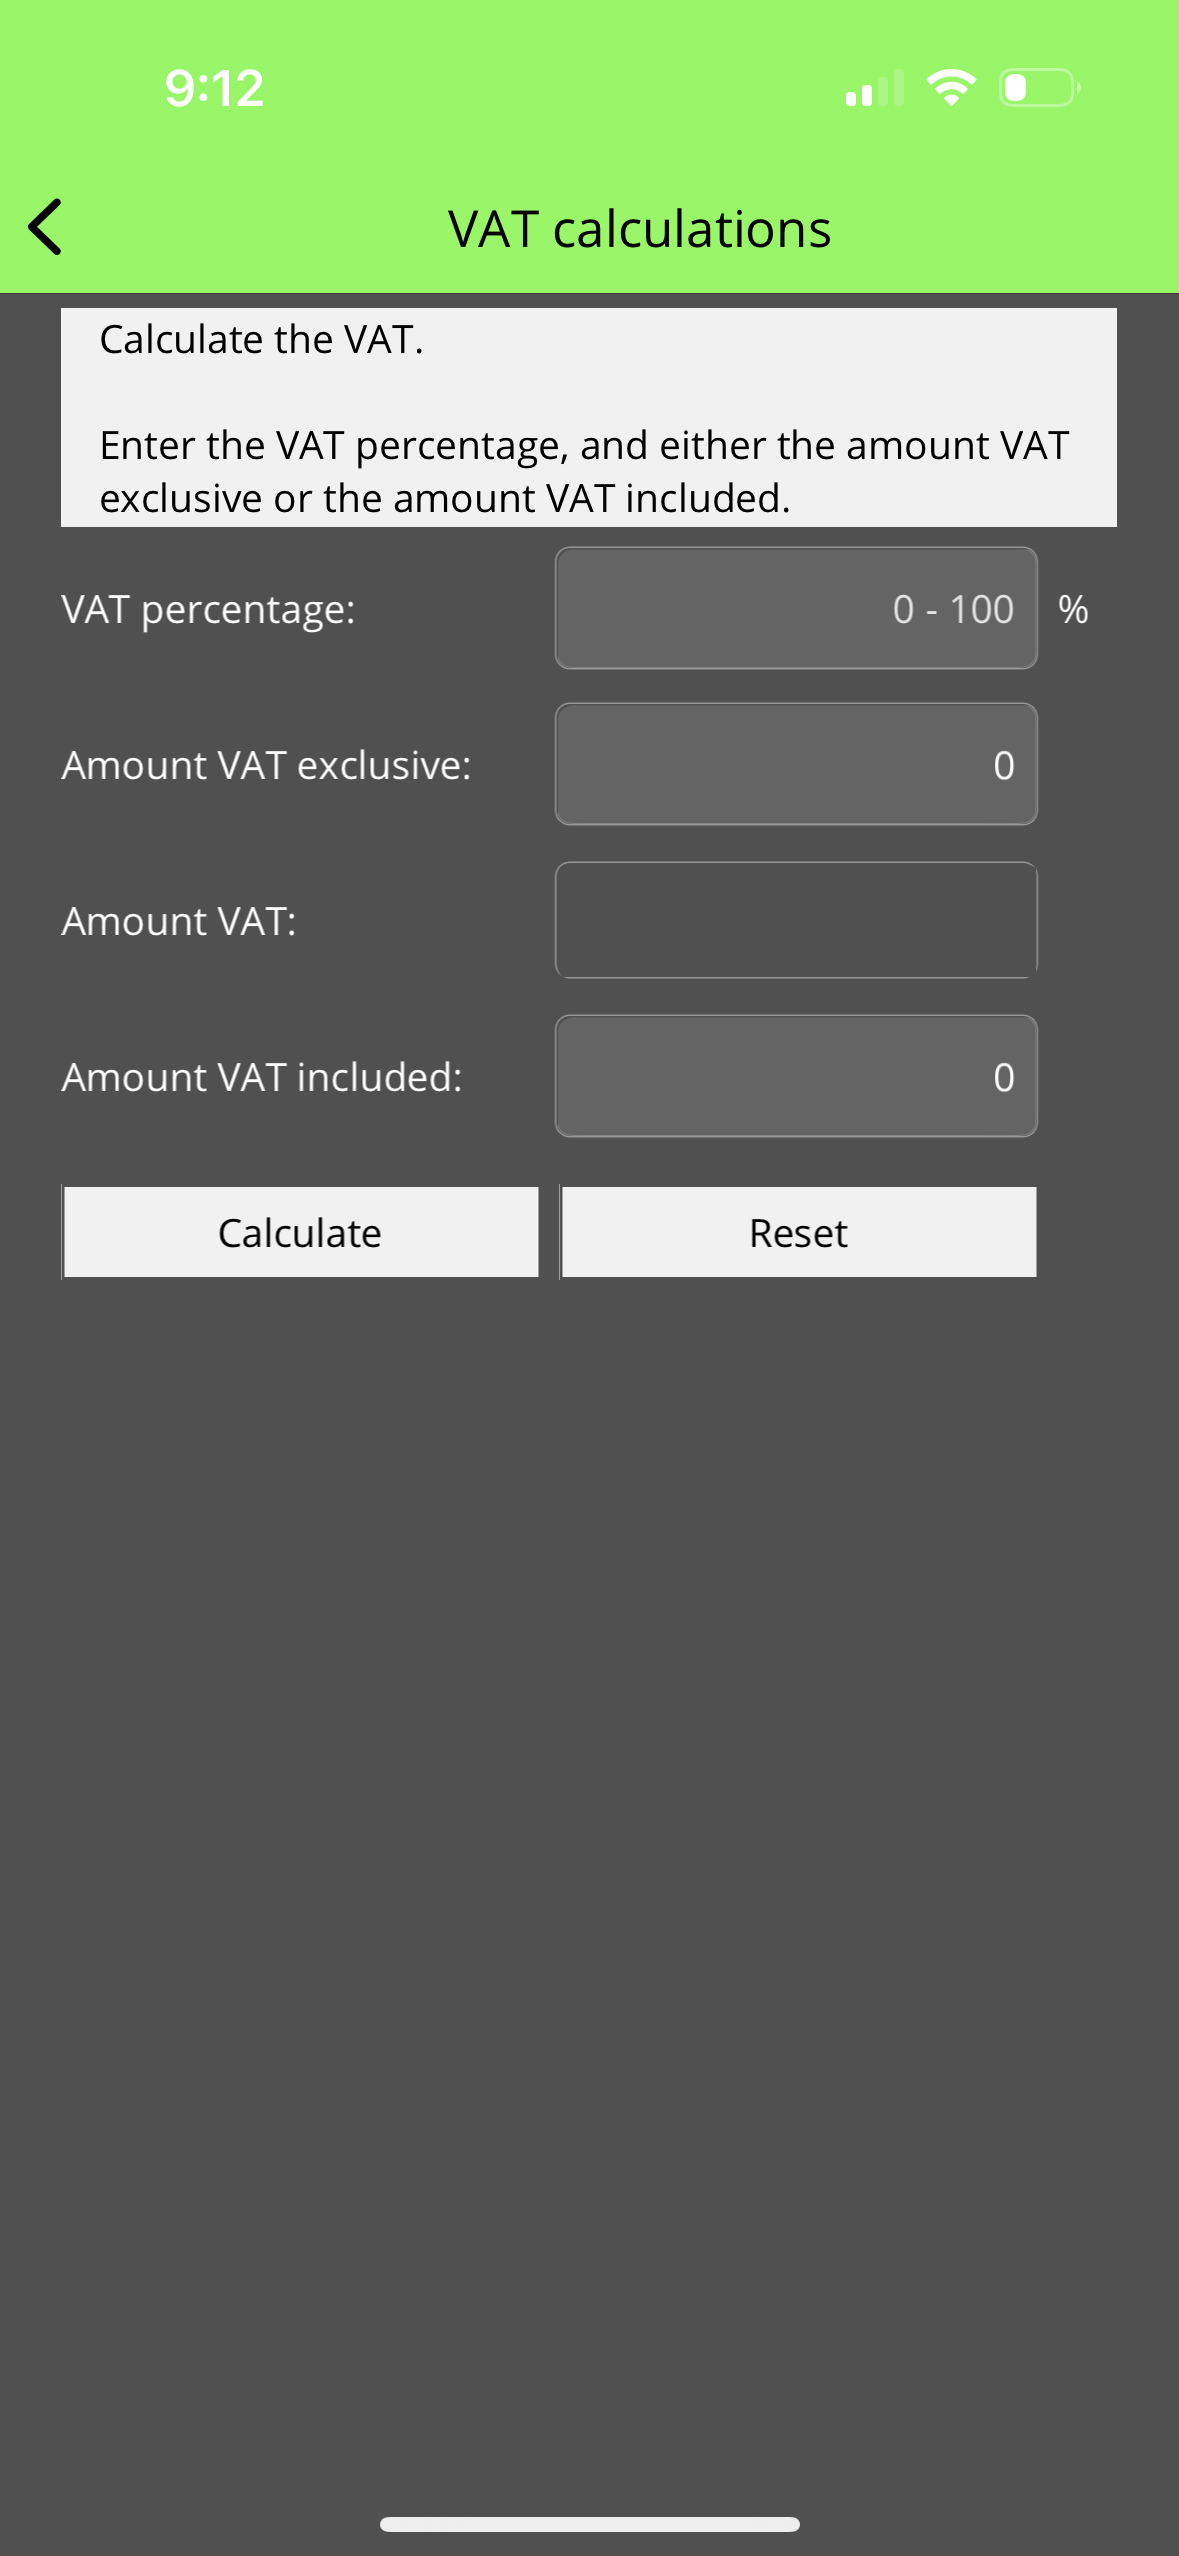 9:12
VAT calculations
Calculate the VAT.
Enter the VAT percentage, and either the amount VAT
exclusive or the amount VAT included.
VAT percentage: 0 - 100 %
Amount VAT exclusive: 0
Amount VAT:
Amount VAT included: 0
Calculate Reset